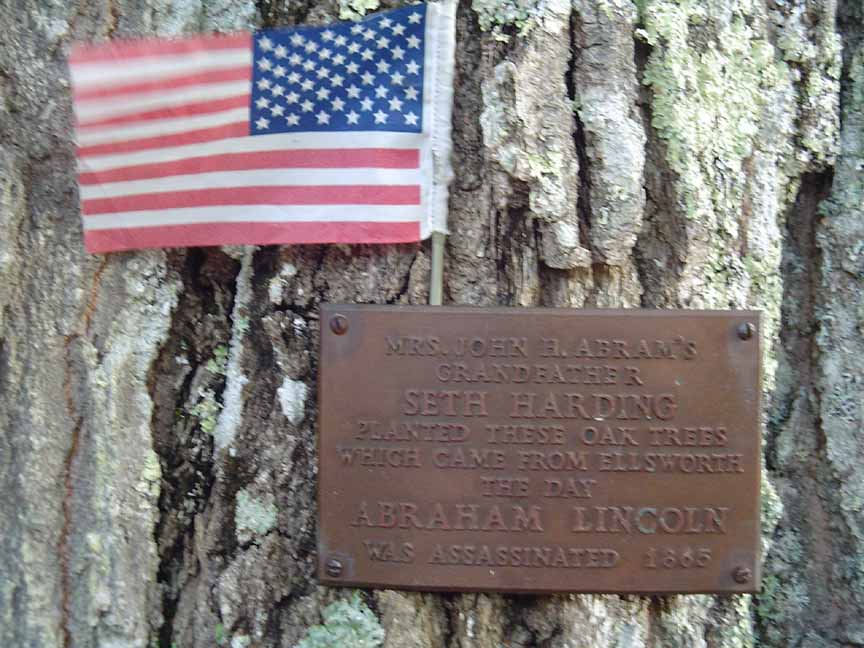 MRS. JOHN H. ABRAM'S
GRANDFATHER
SETH HARDING
PLANTED THESE OAK TREES
WHICH CAME FROM ELLSWORTH
THE DAY
ABRAHAM LINCOLN
WAS ASSASSINATED 1865